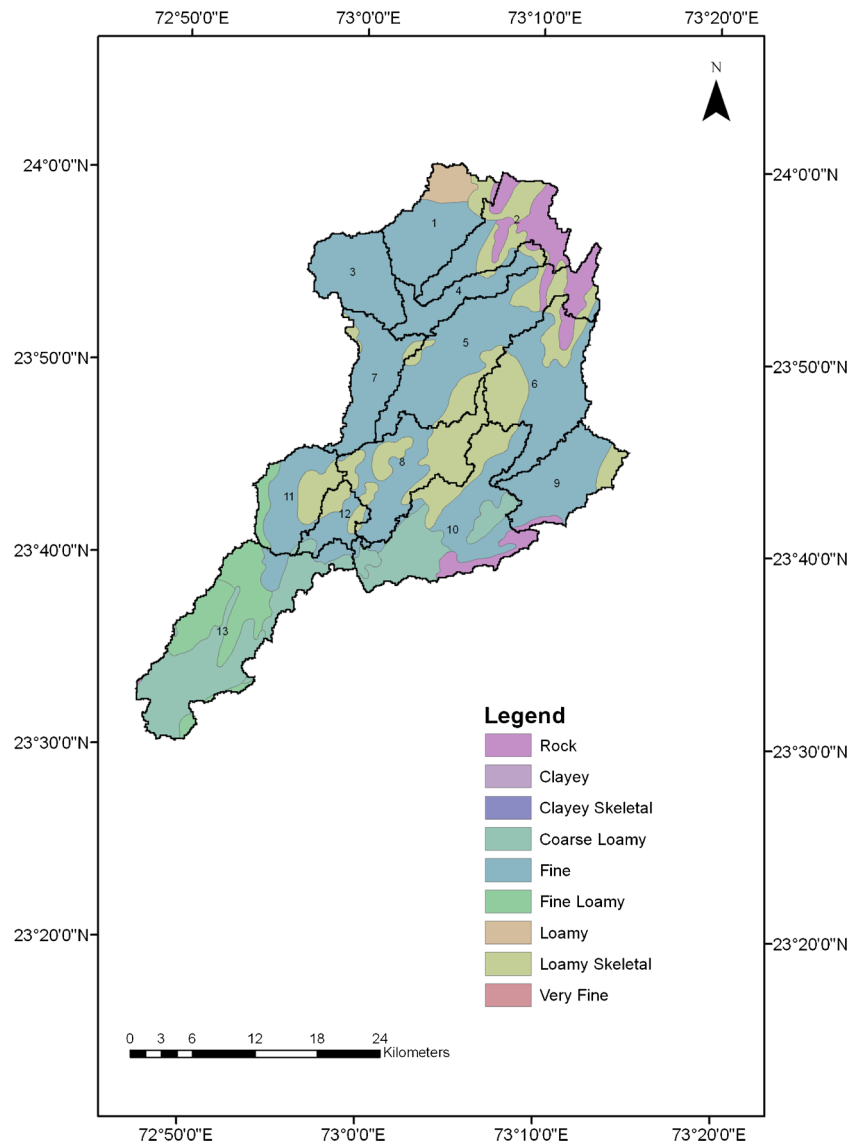 72°50'0"E 73°0'0"E 73°10'0"E 73°20'0"E
N
24°0'0"N 24°0'0"N
1
2
3
4
5
23°50'0"N 23°50'0"N
7
6
8
9
11
12
10
23°40'0"N 23°40'0"N
13
Legend
Rock
23°30'0"N 23°30'0"N
Clayey
Clayey Skeletal
Coarse Loamy
Fine
Fine Loamy
Loamy
23°20'0"N 23°20'0"N
Loamy Skeletal
Very Fine
0 3 6 12 18 24
Kilometers
72°50'0"E 73°0'0"E 73°10'0"E 73°20'0"E